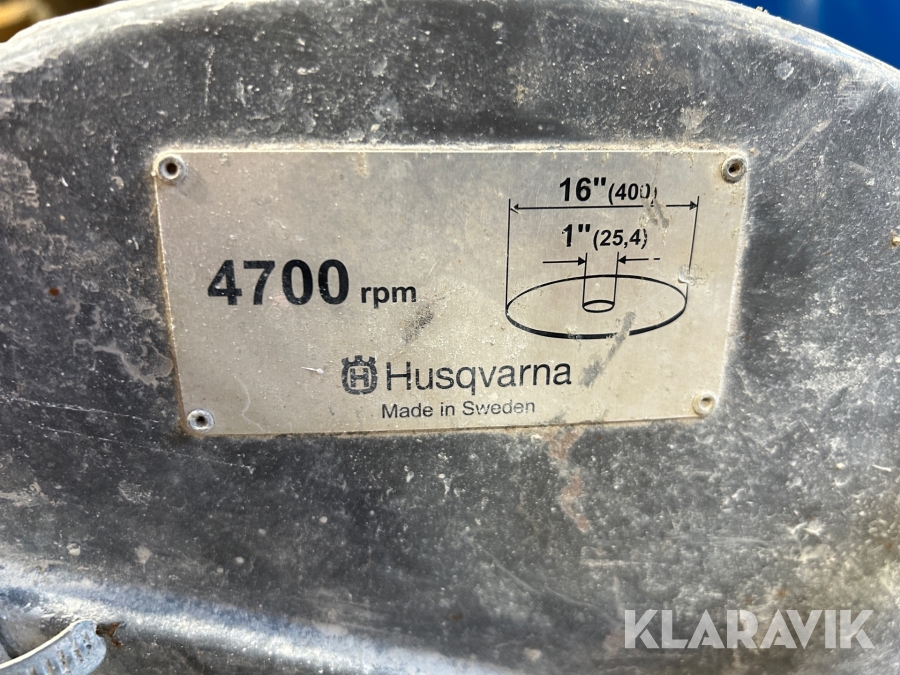 16"(400)
1"(25,4)
4700 rpm
Husqvarna
Made in Sweden
KLARAVIK